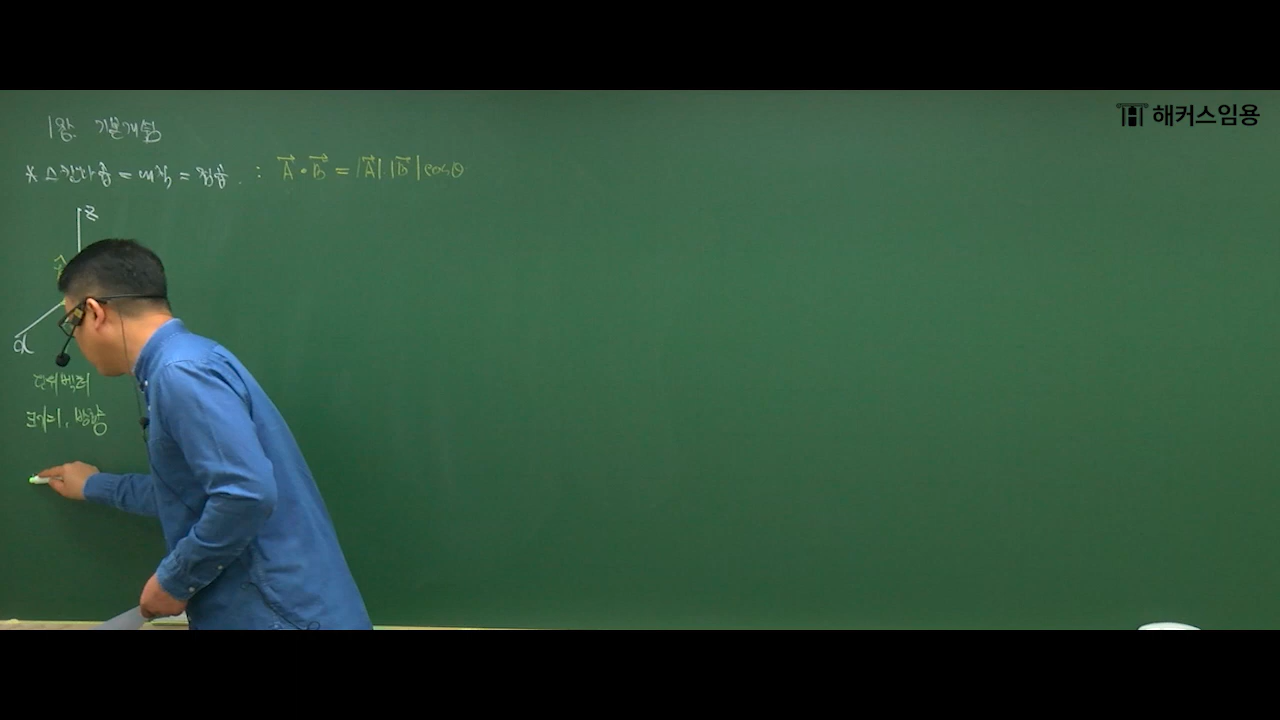 해커스임용
1장. 기본개념
* 스칼라곱 = 내적 = 점곱. : A⃗·B⃗ = |A⃗| |B⃗| cosθ
z
x
단위벡터
크기=1, 방향